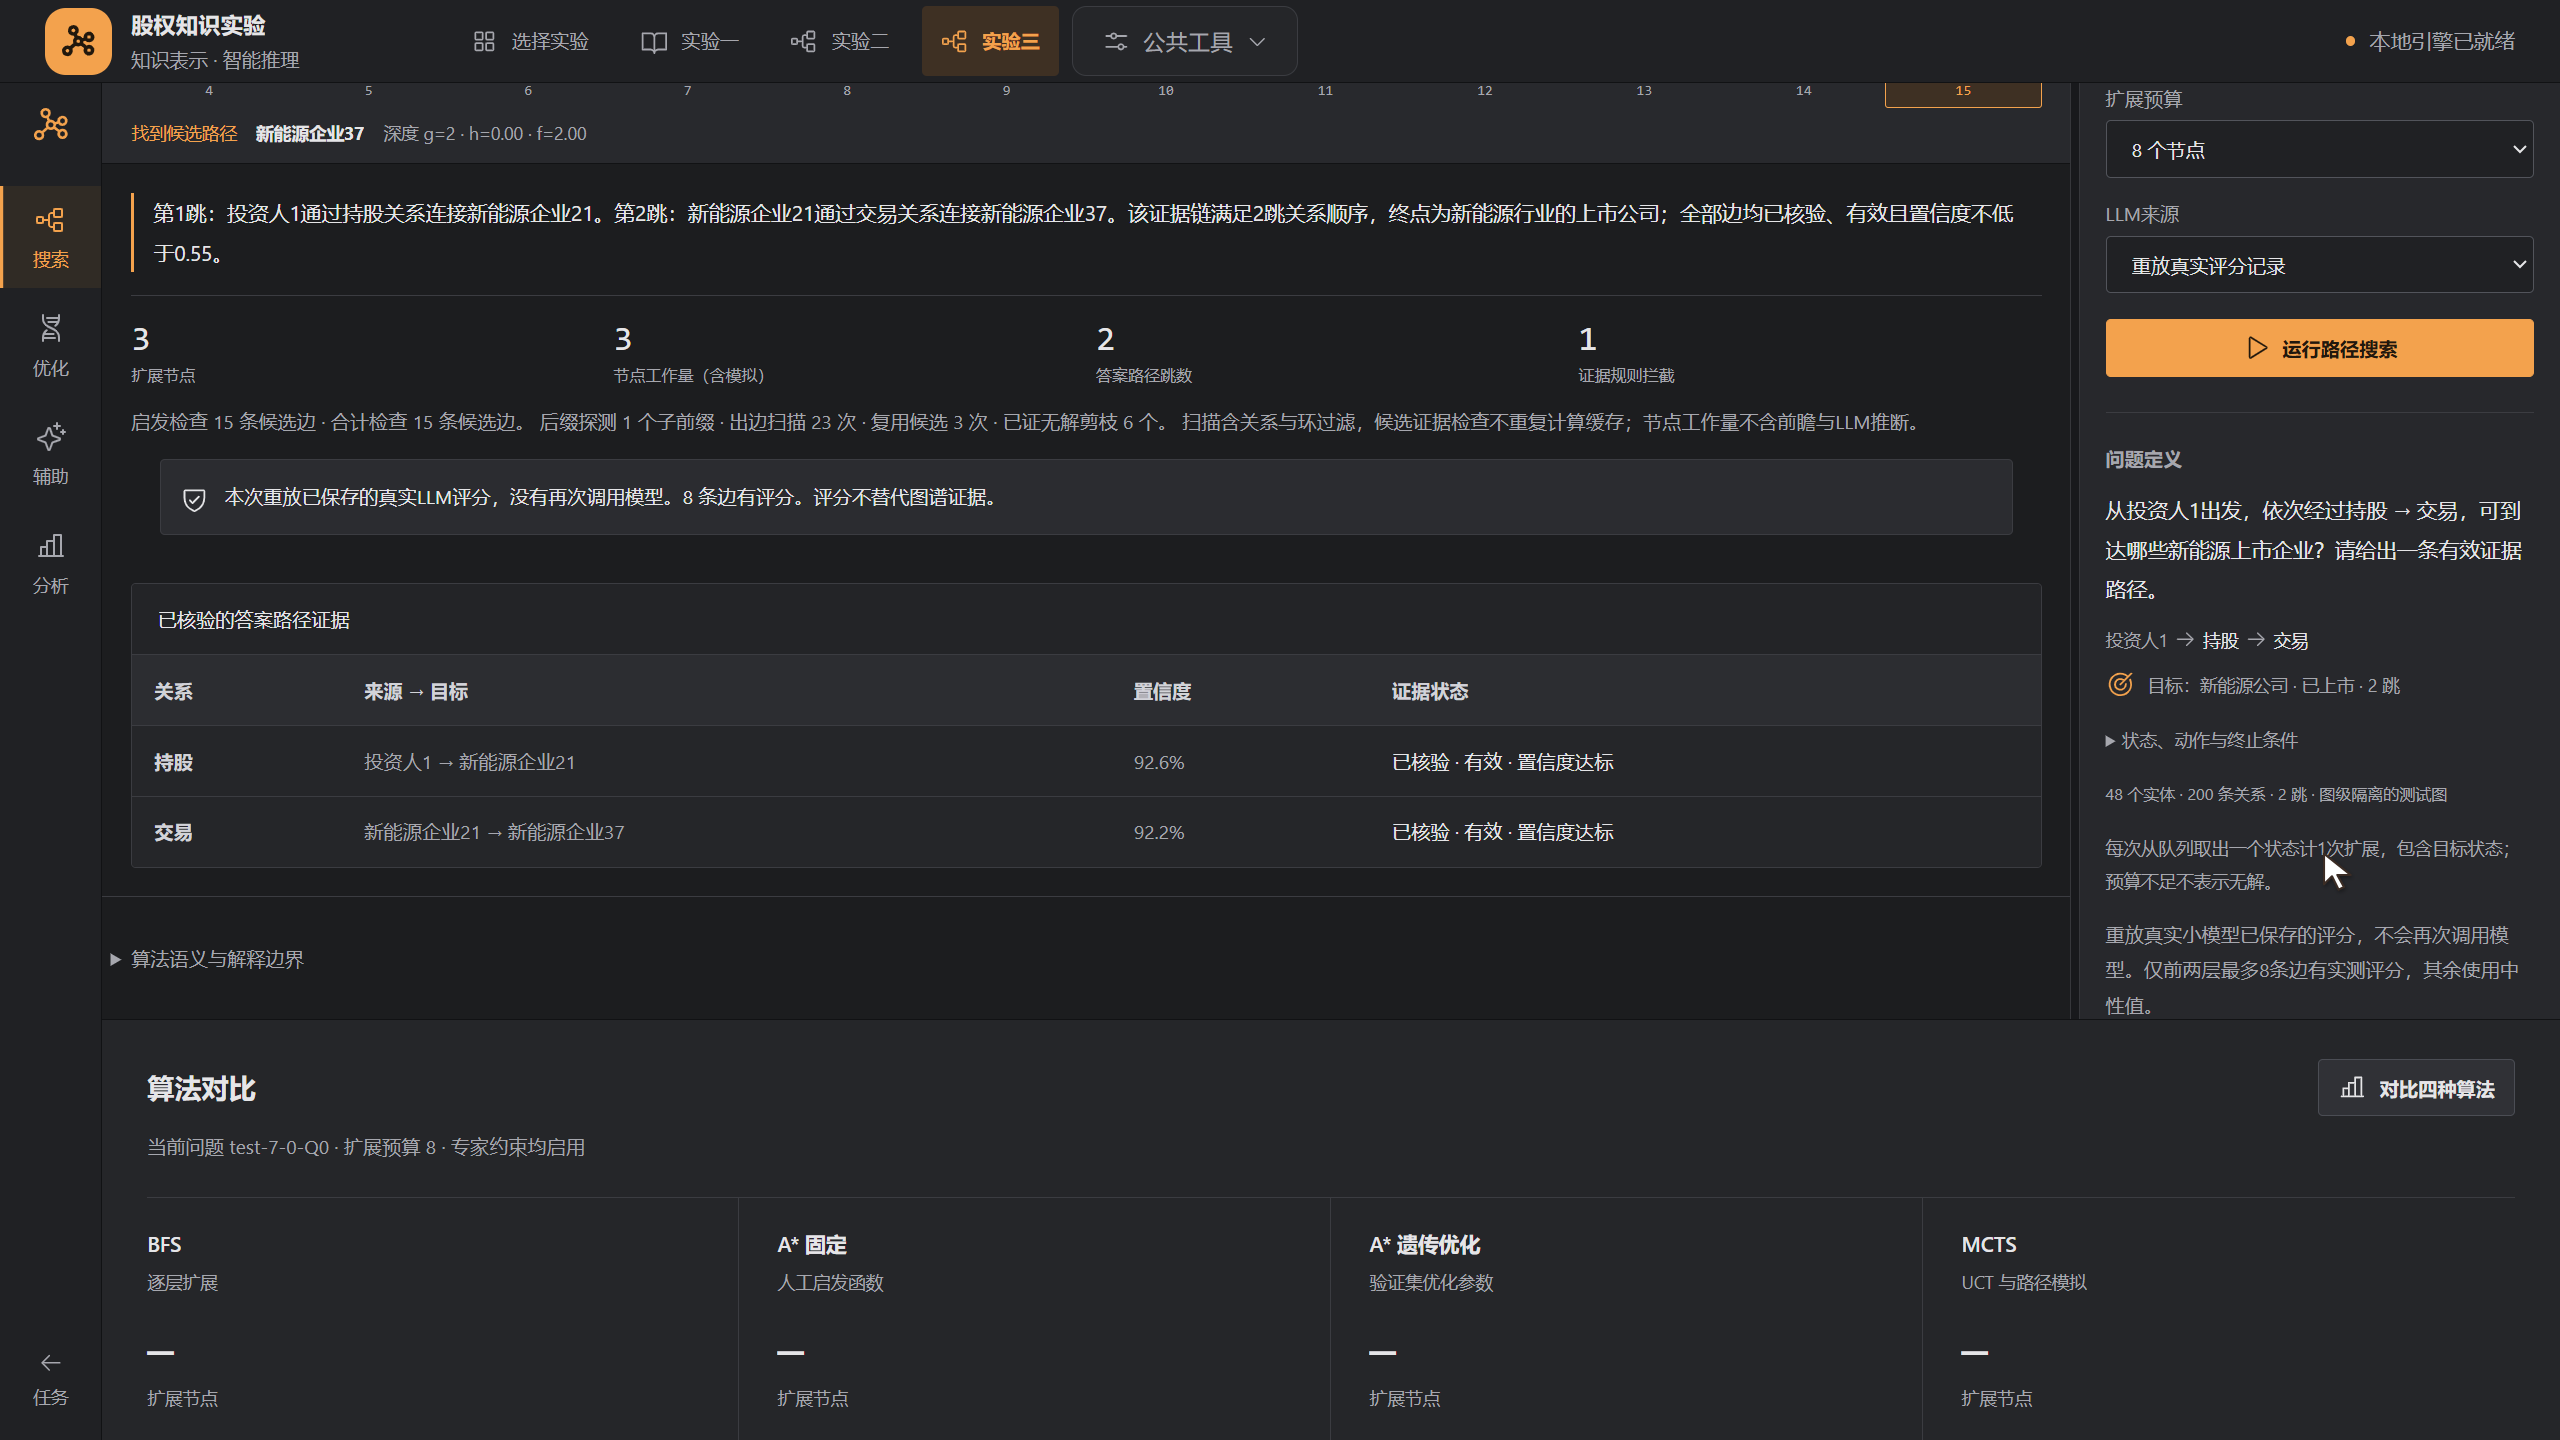 股权知识实验
知识表示 · 智能推理
选择实验
实验一
实验二
实验三
公共工具
本地引擎已就绪
搜索
优化
辅助
分析
任务
4 5 6 7 8 9 10 11 12 13 14 15
找到候选路径 新能源企业37 深度 g=2 · h=0.00 · f=2.00
第1跳：投资人1通过持股关系连接新能源企业21。第2跳：新能源企业21通过交易关系连接新能源企业37。该证据链满足2跳关系顺序，终点为新能源行业的上市公司；全部边均已核验、有效且置信度不低
于0.55。
3
扩展节点
3
节点工作量（含模拟）
2
答案路径跳数
1
证据规则拦截
启发检查 15 条候选边 · 合计检查 15 条候选边。 后缀探测 1 个子前缀 · 出边扫描 23 次 · 复用候选 3 次 · 已证无解剪枝 6 个。 扫描含关系与环过滤，候选证据检查不重复计算缓存；节点工作量不含前瞻与LLM推断。
本次重放已保存的真实LLM评分，没有再次调用模型。8 条边有评分。评分不替代图谱证据。
已核验的答案路径证据
关系 来源 → 目标 置信度 证据状态
持股 投资人1 → 新能源企业21 92.6% 已核验 · 有效 · 置信度达标
交易 新能源企业21 → 新能源企业37 92.2% 已核验 · 有效 · 置信度达标
算法语义与解释边界
扩展预算
8 个节点
LLM来源
重放真实评分记录
运行路径搜索
问题定义
从投资人1出发，依次经过持股 → 交易，可到
达哪些新能源上市企业？请给出一条有效证据
路径。
投资人1 → 持股 → 交易
目标：新能源公司 · 已上市 · 2 跳
状态、动作与终止条件
48 个实体 · 200 条关系 · 2 跳 · 图级隔离的测试图
每次从队列取出一个状态计1次扩展，包含目标状态；
预算不足不表示无解。
重放真实小模型已保存的评分，不会再次调用模
型。仅前两层最多8条边有实测评分，其余使用中
性值。
算法对比
对比四种算法
当前问题 test-7-0-Q0 · 扩展预算 8 · 专家约束均启用
BFS
逐层扩展
—
扩展节点
A* 固定
人工启发函数
—
扩展节点
A* 遗传优化
验证集优化参数
—
扩展节点
MCTS
UCT 与路径模拟
—
扩展节点